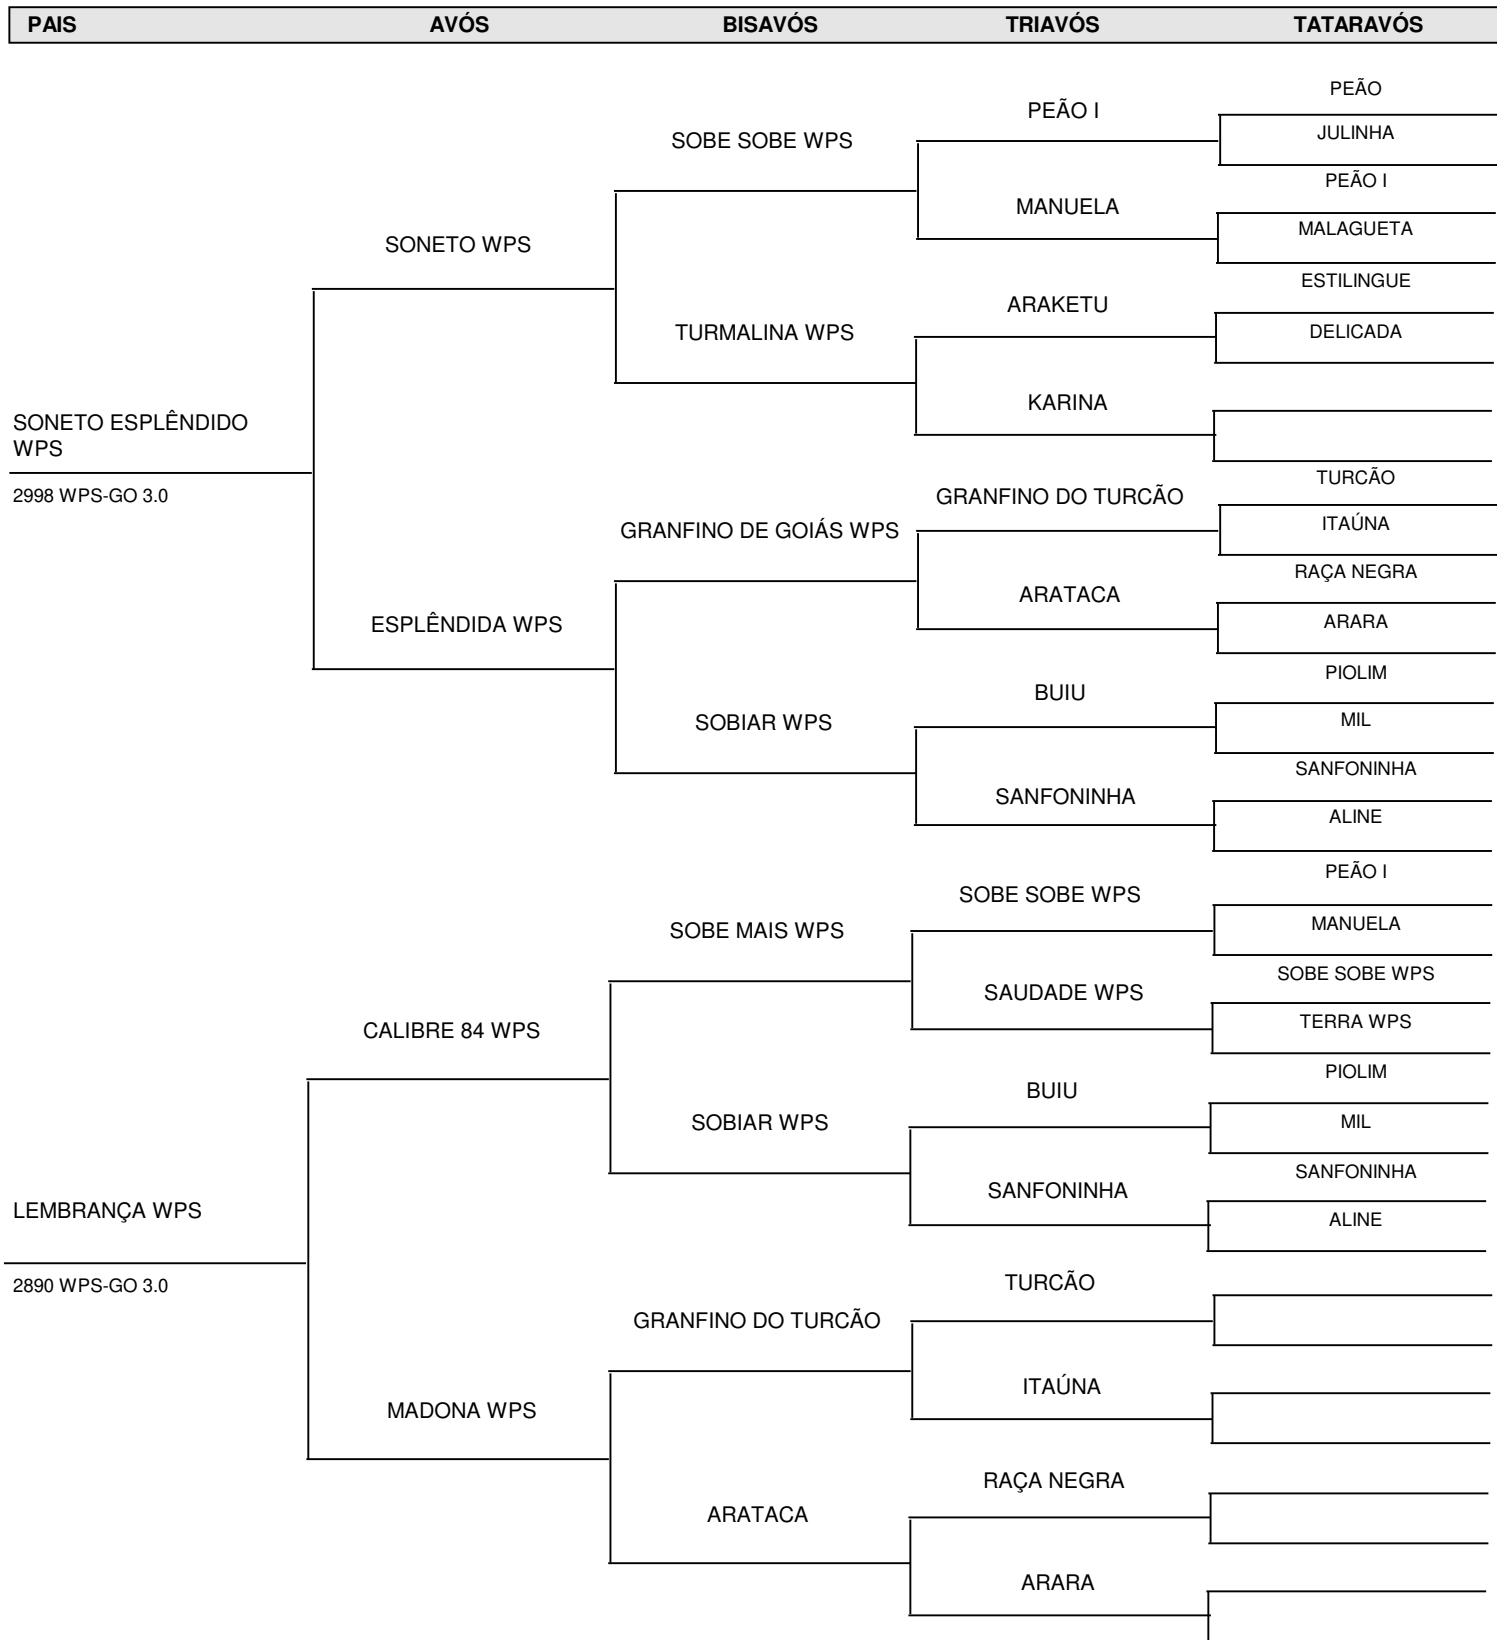 PAIS AVÓS BISAVÓS TRIAVÓS TATARAVÓS
PEÃO
PEÃO I
JULINHA
SOBE SOBE WPS
PEÃO I
MANUELA
MALAGUETA
SONETO WPS
ESTILINGUE
ARAKETU
TURMALINA WPS
DELICADA
KARINA
SONETO ESPLÊNDIDO
WPS
2998 WPS-GO 3.0
TURCÃO
GRANFINO DO TURCÃO
GRANFINO DE GOIÁS WPS
ITAÚNA
RAÇA NEGRA
ARATACA
ARARA
ESPLÊNDIDA WPS
PIOLIM
BUIU
SOBIAR WPS
MIL
SANFONINHA
SANFONINHA
ALINE
PEÃO I
SOBE SOBE WPS
SOBE MAIS WPS
MANUELA
SOBE SOBE WPS
SAUDADE WPS
TERRA WPS
CALIBRE 84 WPS
PIOLIM
BUIU
SOBIAR WPS
MIL
SANFONINHA
SANFONINHA
ALINE
LEMBRANÇA WPS
2890 WPS-GO 3.0
TURCÃO
GRANFINO DO TURCÃO
ITAÚNA
MADONA WPS
RAÇA NEGRA
ARATACA
ARARA